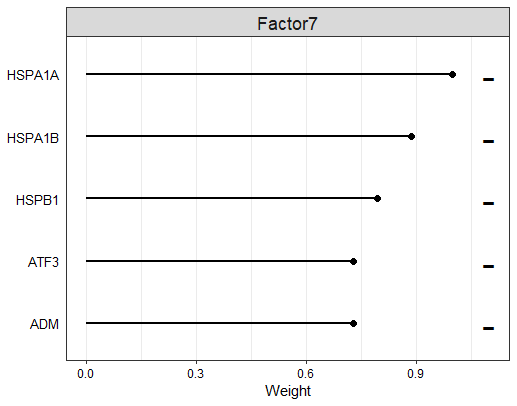 Factor7
HSPA1A –
HSPA1B –
HSPB1 –
ATF3 –
ADM –
0.0 0.3 0.6 0.9
Weight